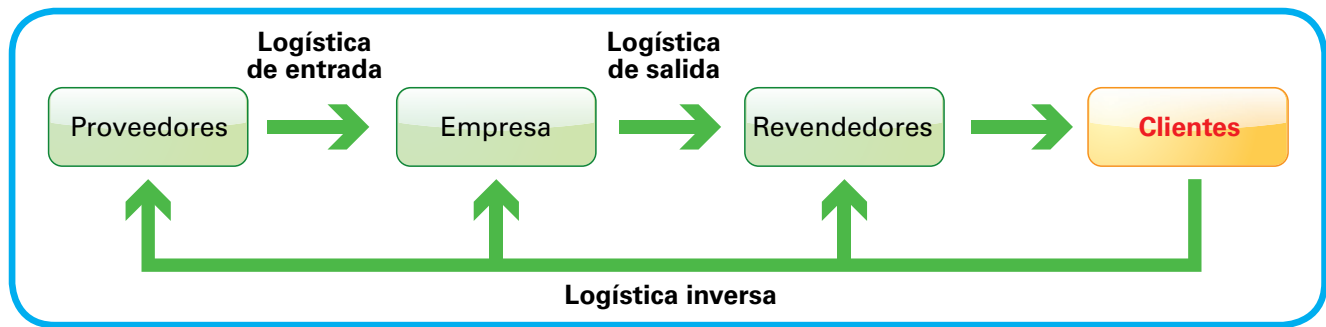 Logística
de entrada
Logística
de salida
Proveedores
Empresa
Revendedores
Clientes
Logística inversa